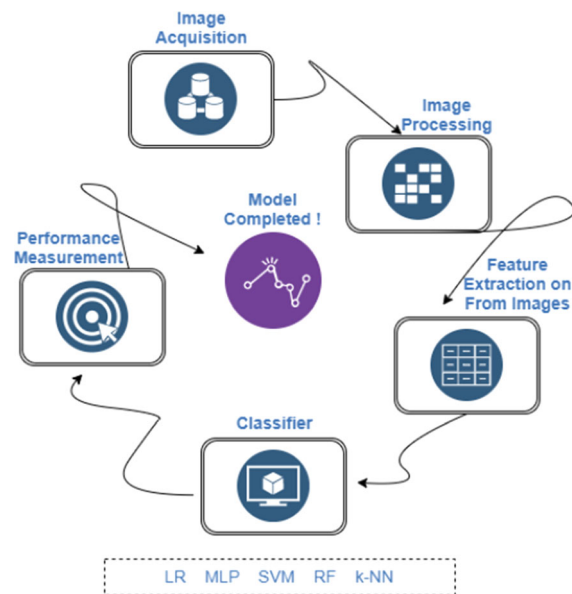 Image
Acquisition
Image
Processing
Model
Completed !
Performance
Measurement
Feature
Extraction on
From Images
Classifier
LR MLP SVM RF k-NN